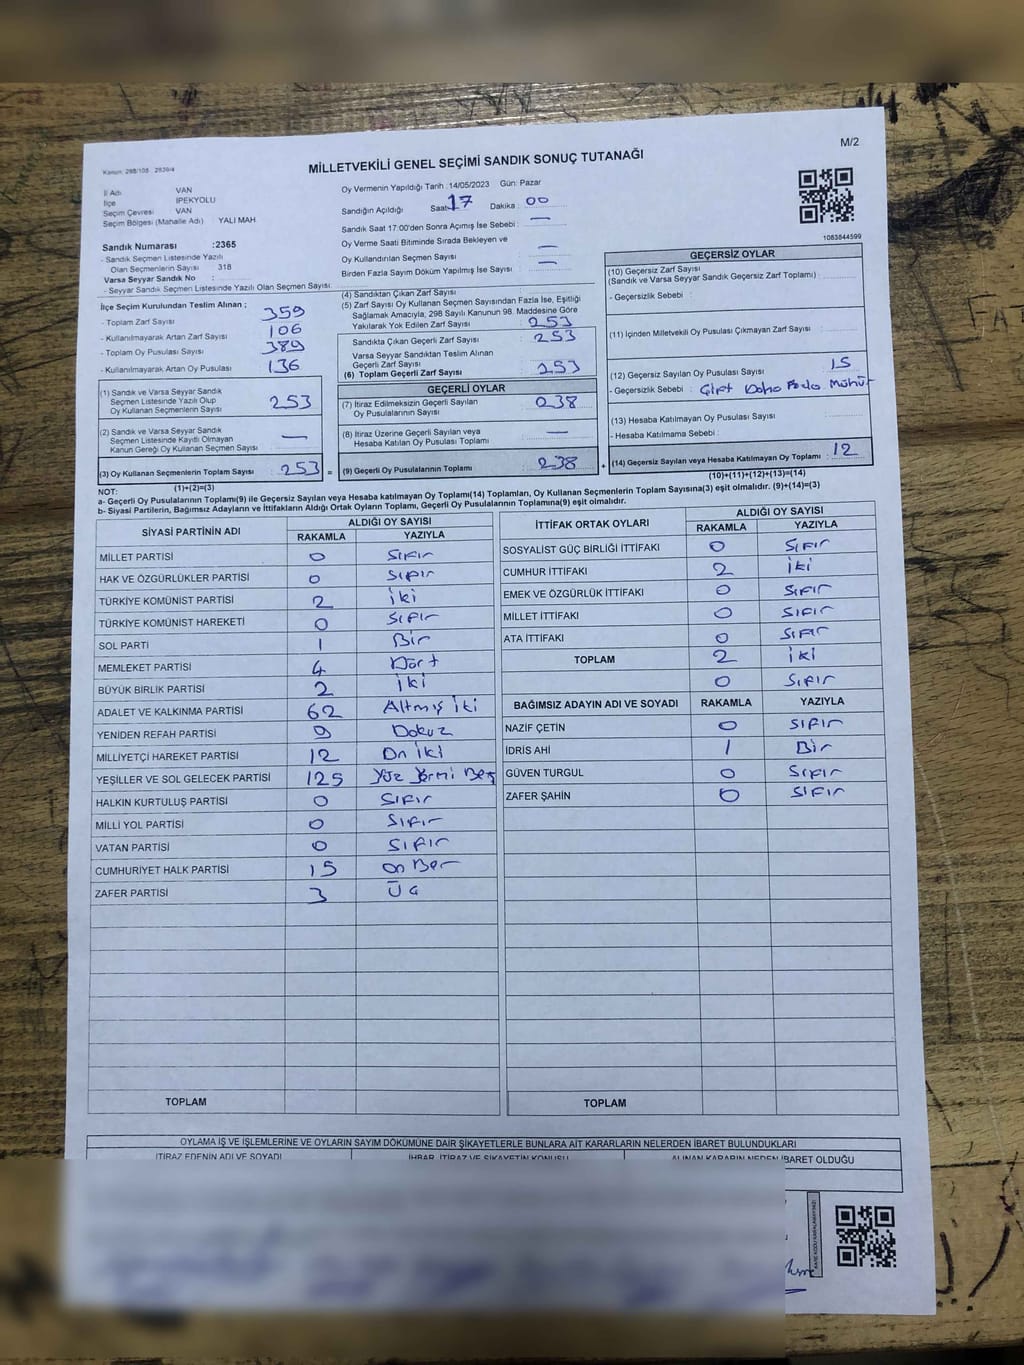 M/2
MİLLETVEKİLİ GENEL SEÇİMİ SANDIK SONUÇ TUTANAĞI
İl Adı VAN
İlçe İPEKYOLU
Seçim Çevresi VAN
Seçim Bölgesi (Mahalle Adı) : YALI MAH
Sandık Numarası :2365
- Sandık Seçmen Listesinde Yazılı
Olan Seçmenlerin Sayısı 318
Varsa Seyyar Sandık No :
- Seyyar Sandık Seçmen Listesinde Yazılı Olan Seçmen Sayısı:
Oy Vermenin Yapıldığı Tarih :14/05/2023 Gün: Pazar
Sandığın Açıldığı Saat: 17 Dakika : 00
Sandık Saat 17:00'den Sonra Açımış İse Sebebi : —
Oy Verme Saati Bitiminde Sırada Bekleyen ve
Oy Kullandırılan Seçmen Sayısı : —
Birden Fazla Sayım Döküm Yapılmış İse Sayısı : —
1083844599
İlçe Seçim Kurulundan Teslim Alınan ;
- Toplam Zarf Sayısı 359
- Kullanılmayarak Artan Zarf Sayısı 106
- Toplam Oy Pusulası Sayısı 389
- Kullanılmayarak Artan Oy Pusulası 136
(1) Sandık ve Varsa Seyyar Sandık
Seçmen Listesinde Yazılı Olup
Oy Kullanan Seçmenlerin Sayısı 253
(2) Sandık ve Varsa Seyyar Sandık
Seçmen Listesinde Kayıtlı Olmayan
Kanun Gereği Oy Kullanan Seçmen Sayısı —
(3) Oy Kullanan Seçmenlerin Toplam Sayısı 253 =
(1)+(2)=(3)
(4) Sandıktan Çıkan Zarf Sayısı :
(5) Zarf Sayısı Oy Kullanan Seçmen Sayısından Fazla İse, Eşitliği
Sağlamak Amacıyla, 298 Sayılı Kanunun 98. Maddesine Göre
Yakılarak Yok Edilen Zarf Sayısı : 253
Sandıkta Çıkan Geçerli Zarf Sayısı : 253
Varsa Seyyar Sandıktan Teslim Alınan
Geçerli Zarf Sayısı
(6) Toplam Geçerli Zarf Sayısı : 253
GEÇERLİ OYLAR
(7) İtiraz Edilmeksizin Geçerli Sayılan
Oy Pusulalarının Sayısı : 038
(8) İtiraz Üzerine Geçerli Sayılan veya
Hesaba Katılan Oy Pusulası Toplamı : —
(9) Geçerli Oy Pusulalarının Toplamı : 238 +
GEÇERSİZ OYLAR
(10) Geçersiz Zarf Sayısı
(Sandık ve Varsa Seyyar Sandık Geçersiz Zarf Toplamı) :
- Geçersizlik Sebebi :
(11) İçinden Milletvekili Oy Pusulası Çıkmayan Zarf Sayısı :
(12) Geçersiz Sayılan Oy Pusulası Sayısı : 15
- Geçersizlik Sebebi : Çift Daha Fazla Mühür
(13) Hesaba Katılmayan Oy Pusulası Sayısı :
- Hesaba Katılmama Sebebi :
(14) Geçersiz Sayılan veya Hesaba Katılmayan Oy Toplamı : 12
(10)+(11)+(12)+(13)=(14)
NOT:
a- Geçerli Oy Pusulalarının Toplamı(9) ile Geçersiz Sayılan veya Hesaba katılmayan Oy Toplamı(14) Toplamları, Oy Kullanan Seçmenlerin Toplam Sayısına(3) eşit olmalıdır. (9)+(14)=(3)
b- Siyasi Partilerin, Bağımsız Adayların ve İttifakların Aldığı Ortak Oyların Toplamı, Geçerli Oy Pusulalarının Toplamına(9) eşit olmalıdır.
SİYASİ PARTİNİN ADI ALDIĞI OY SAYISI
RAKAMLA YAZIYLA
MİLLET PARTİSİ 0 Sıfır
HAK VE ÖZGÜRLÜKLER PARTİSİ 0 Sıfır
TÜRKİYE KOMÜNİST PARTİSİ 2 iki
TÜRKİYE KOMÜNİST HAREKETİ 0 Sıfır
SOL PARTİ 1 Bir
MEMLEKET PARTİSİ 4 Dört
BÜYÜK BİRLİK PARTİSİ 2 iki
ADALET VE KALKINMA PARTİSİ 62 Altmış iki
YENİDEN REFAH PARTİSİ 9 Dokuz
MİLLİYETÇİ HAREKET PARTİSİ 12 On iki
YEŞİLLER VE SOL GELECEK PARTİSİ 125 Yüz Yirmi Beş
HALKIN KURTULUŞ PARTİSİ 0 Sıfır
MİLLİ YOL PARTİSİ 0 Sıfır
VATAN PARTİSİ 0 Sıfır
CUMHURİYET HALK PARTİSİ 15 on Beş
ZAFER PARTİSİ 3 Üç
TOPLAM
İTTİFAK ORTAK OYLARI ALDIĞI OY SAYISI
RAKAMLA YAZIYLA
SOSYALİST GÜÇ BİRLİĞİ İTTİFAKI 0 Sıfır
CUMHUR İTTİFAKI 2 iki
EMEK VE ÖZGÜRLÜK İTTİFAKI 0 Sıfır
MİLLET İTTİFAKI 0 Sıfır
ATA İTTİFAKI 0 Sıfır
TOPLAM 2 iki
0 Sıfır
BAĞIMSIZ ADAYIN ADI VE SOYADI RAKAMLA YAZIYLA
NAZİF ÇETİN 0 Sıfır
İDRİS AHİ 1 Bir
GÜVEN TURGUL 0 Sıfır
ZAFER ŞAHİN 0 Sıfır
TOPLAM
OYLAMA İŞ VE İŞLEMLERİNE VE OYLARIN SAYIM DÖKÜMÜNE DAİR ŞİKAYETLERLE BUNLARA AİT KARARLARIN NELERDEN İBARET BULUNDUKLARI
İTİRAZ EDENİN ADI VE SOYADI İHBAR, İTİRAZ VE ŞİKAYETİN KONUSU ALINAN KARARIN NEDEN İBARET OLDUĞU